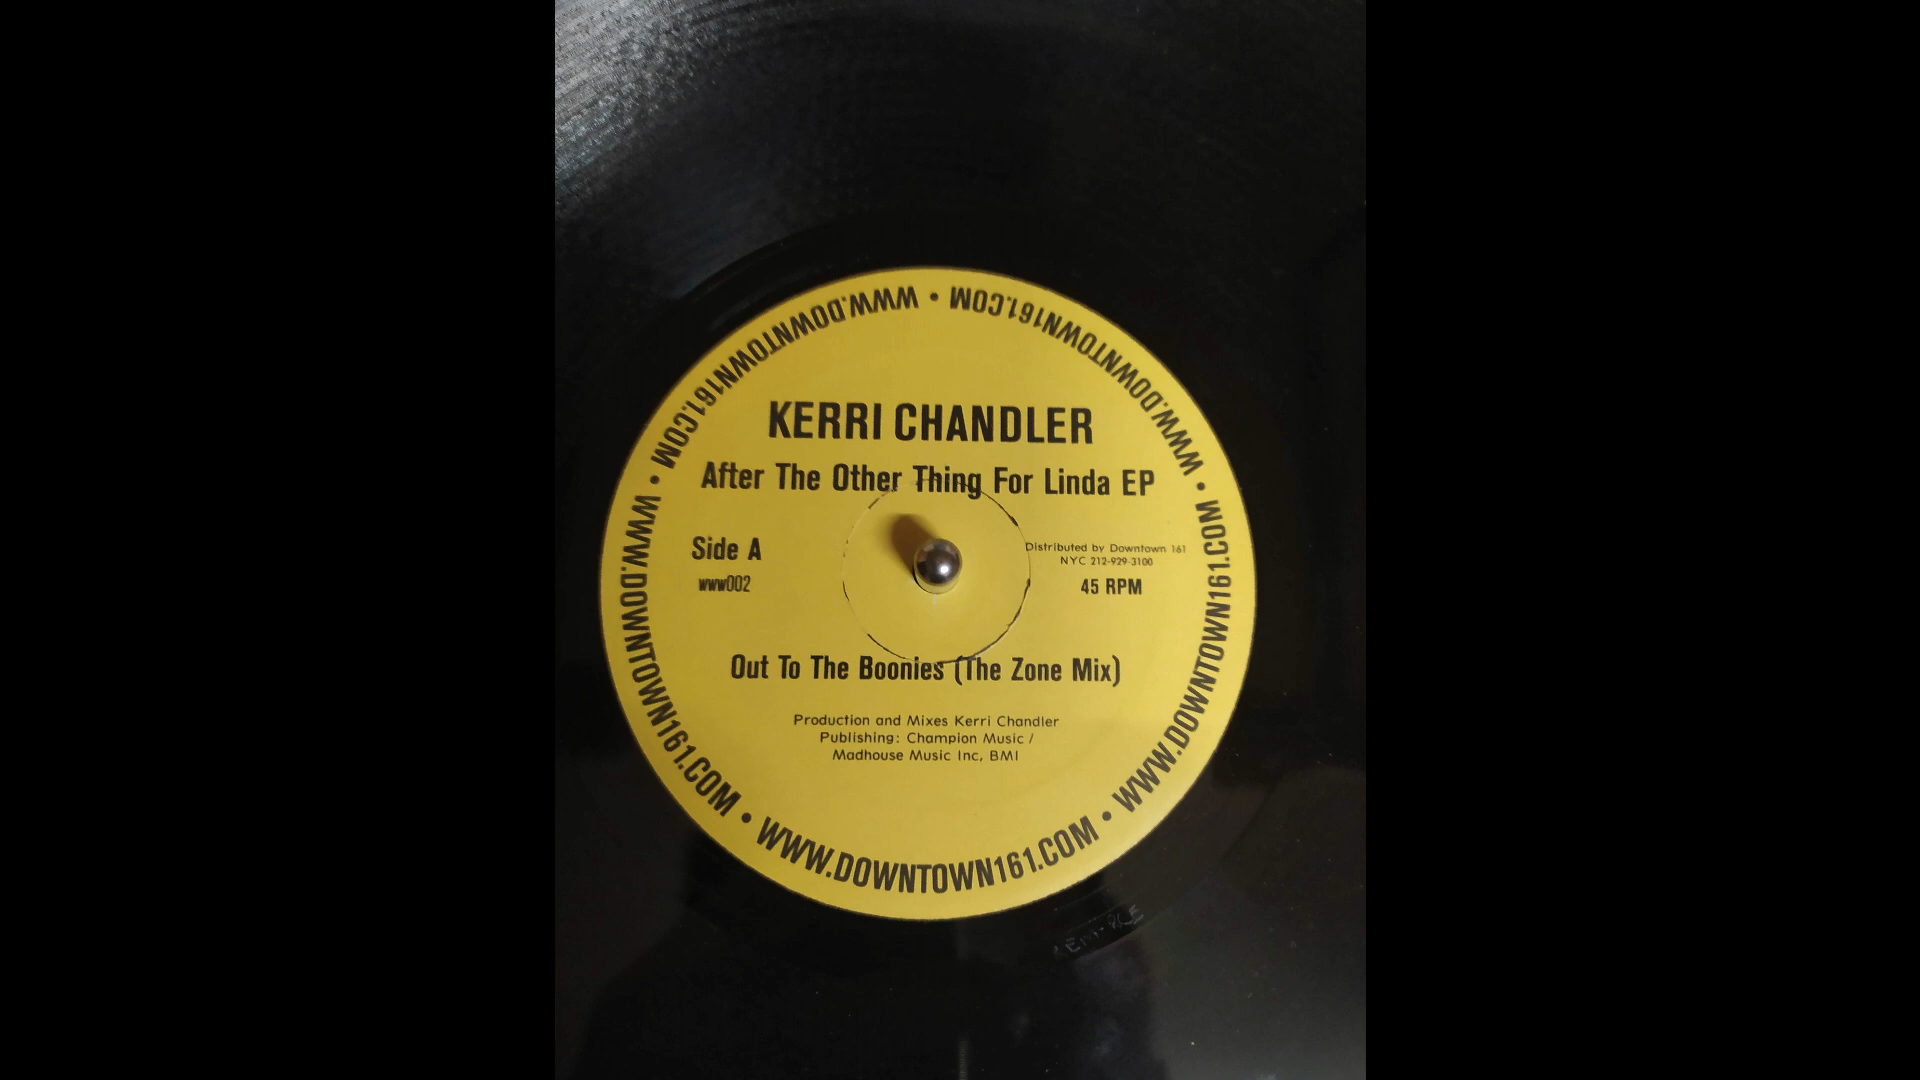 KERRI CHANDLER
After The Other Thing For Linda EP
Side A
www002
Distributed by Downtown 161
NYC 212-929-3100
45 RPM
Out To The Boonies (The Zone Mix)
Production and Mixes Kerri Chandler
Publishing: Champion Music /
Madhouse Music Inc, BMI
WWW.DOWNTOWN161.COM • WWW.DOWNTOWN161.COM • WWW.DOWNTOWN161.COM • WWW.DOWNTOWN161.COM • WWW.DOWNTOWN161.COM •